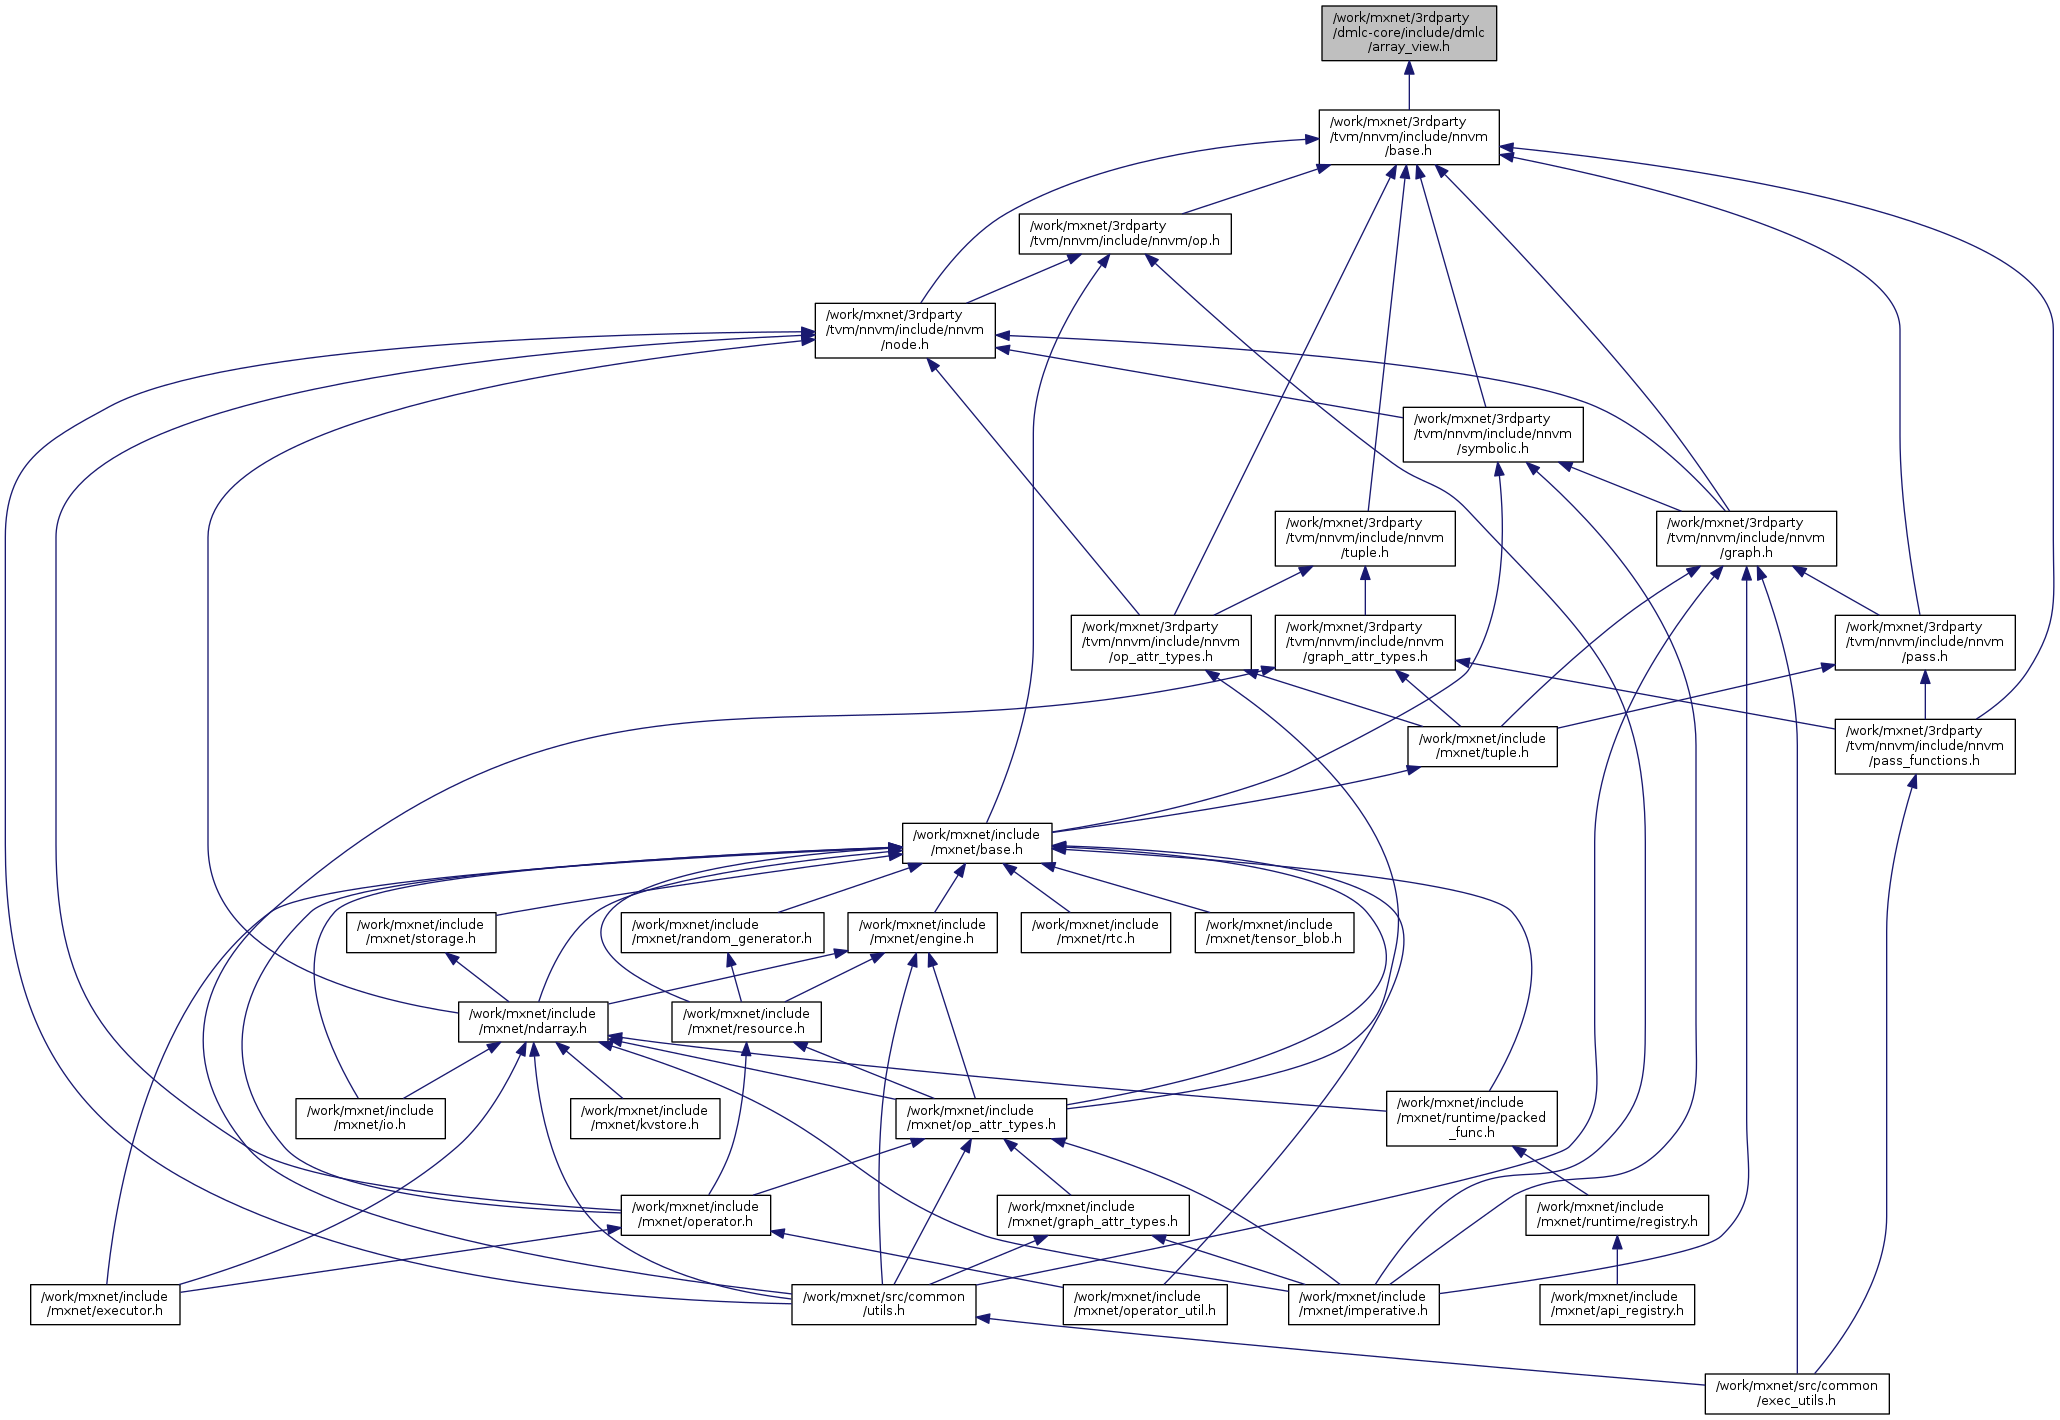 /work/mxnet/3rdparty
/dmlc-core/include/dmlc
/array_view.h
/work/mxnet/3rdparty
/tvm/nnvm/include/nnvm
/base.h
/work/mxnet/3rdparty
/tvm/nnvm/include/nnvm/op.h
/work/mxnet/3rdparty
/tvm/nnvm/include/nnvm
/node.h
/work/mxnet/3rdparty
/tvm/nnvm/include/nnvm
/symbolic.h
/work/mxnet/3rdparty
/tvm/nnvm/include/nnvm
/tuple.h
/work/mxnet/3rdparty
/tvm/nnvm/include/nnvm
/graph.h
/work/mxnet/3rdparty
/tvm/nnvm/include/nnvm
/op_attr_types.h
/work/mxnet/3rdparty
/tvm/nnvm/include/nnvm
/graph_attr_types.h
/work/mxnet/3rdparty
/tvm/nnvm/include/nnvm
/pass.h
/work/mxnet/include
/mxnet/tuple.h
/work/mxnet/3rdparty
/tvm/nnvm/include/nnvm
/pass_functions.h
/work/mxnet/include
/mxnet/base.h
/work/mxnet/include
/mxnet/storage.h
/work/mxnet/include
/mxnet/random_generator.h
/work/mxnet/include
/mxnet/engine.h
/work/mxnet/include
/mxnet/rtc.h
/work/mxnet/include
/mxnet/tensor_blob.h
/work/mxnet/include
/mxnet/ndarray.h
/work/mxnet/include
/mxnet/resource.h
/work/mxnet/include
/mxnet/io.h
/work/mxnet/include
/mxnet/kvstore.h
/work/mxnet/include
/mxnet/op_attr_types.h
/work/mxnet/include
/mxnet/runtime/packed
_func.h
/work/mxnet/include
/mxnet/operator.h
/work/mxnet/include
/mxnet/graph_attr_types.h
/work/mxnet/include
/mxnet/runtime/registry.h
/work/mxnet/include
/mxnet/executor.h
/work/mxnet/src/common
/utils.h
/work/mxnet/include
/mxnet/operator_util.h
/work/mxnet/include
/mxnet/imperative.h
/work/mxnet/include
/mxnet/api_registry.h
/work/mxnet/src/common
/exec_utils.h